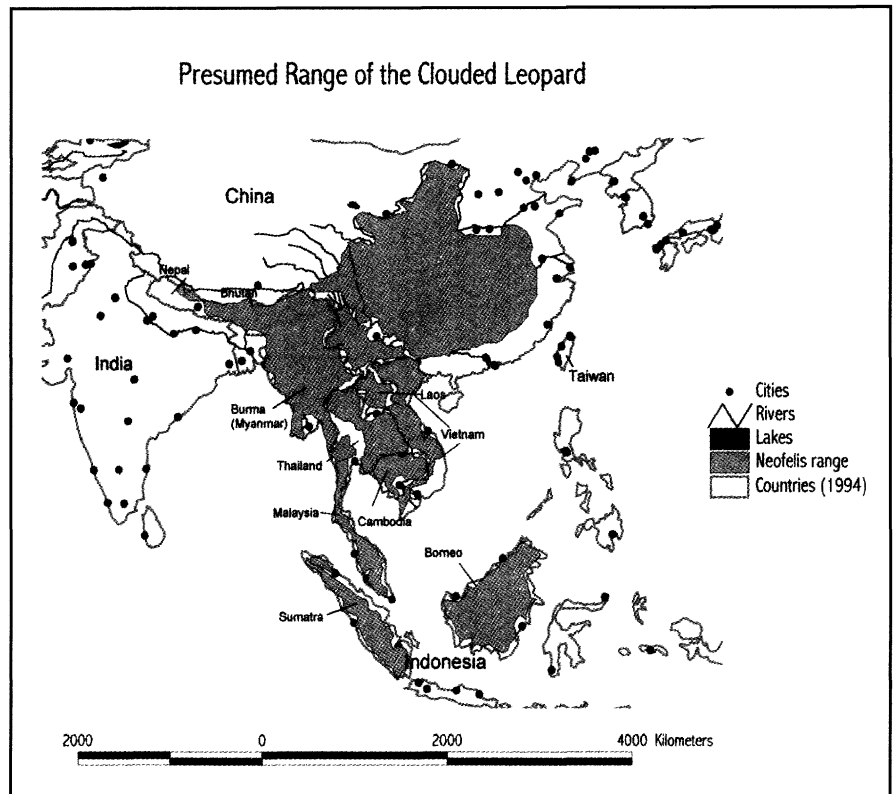 Presumed Range of the Clouded Leopard
China
Nepal
Bhutan
India
Taiwan
Laos
Burma
(Myanmar)
Vietnam
Thailand
Malaysia
Cambodia
Borneo
Sumatra
Indonesia
Cities
Rivers
Lakes
Neofelis range
Countries (1994)
2000 0 2000 4000 Kilometers